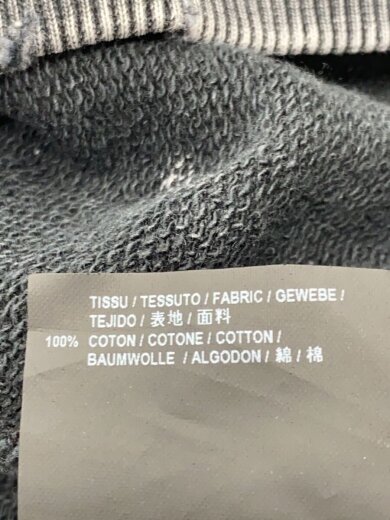 TISSU / TESSUTO / FABRIC / GEWEBE /
TEJIDO / 表地 / 面料
100% COTON / COTONE / COTTON /
BAUMWOLLE / ALGODON / 綿 / 棉